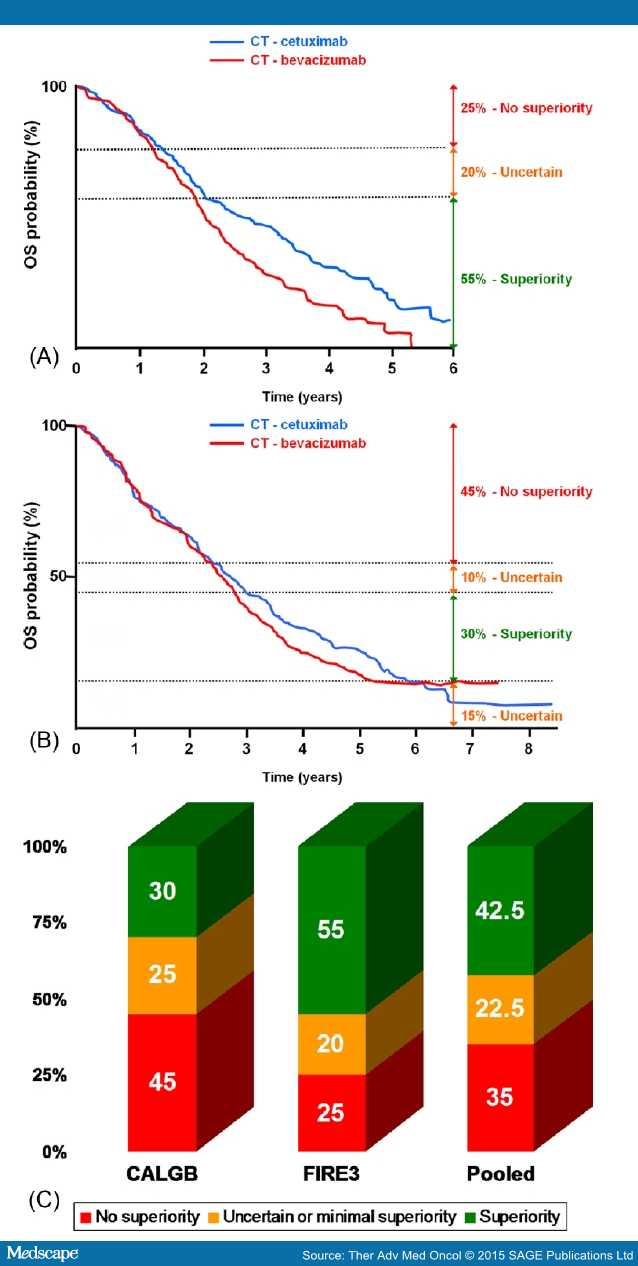 CT - cetuximab
CT - bevacizumab
100
OS probability (%)
25% - No superiority
20% - Uncertain
55% - Superiority
(A)
0 1 2 3 4 5 6
Time (years)
CT - cetuximab
CT - bevacizumab
100
50
OS probability (%)
45% - No superiority
10% - Uncertain
30% - Superiority
15% - Uncertain
(B)
0 1 2 3 4 5 6 7 8
Time (years)
100%
75%
50%
25%
0%
30
25
45
55
20
25
42.5
22.5
35
CALGB FIRE3 Pooled
(C)
No superiority Uncertain or minimal superiority Superiority
Medscape Source: Ther Adv Med Oncol © 2015 SAGE Publications Ltd